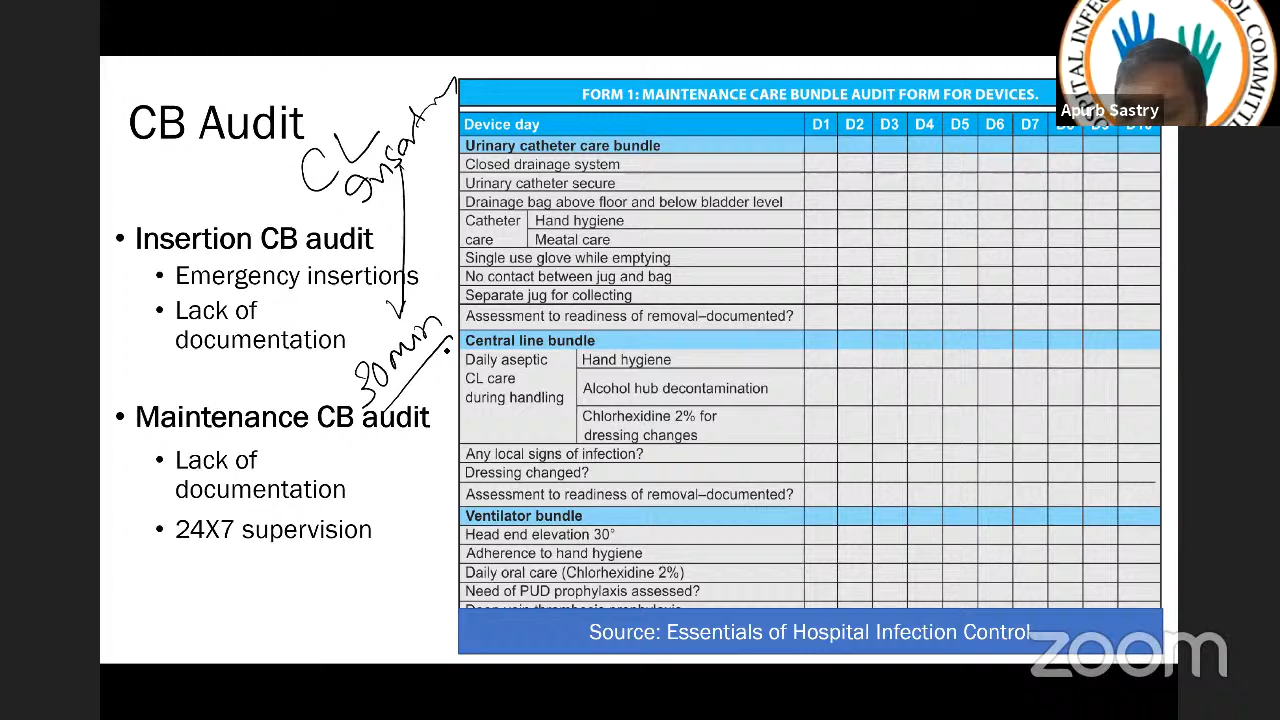 CB Audit
CL
Insertion
• Insertion CB audit
• Emergency insertions
• Lack of
documentation
30 min
• Maintenance CB audit
• Lack of
documentation
• 24X7 supervision
FORM 1: MAINTENANCE CARE BUNDLE AUDIT FORM FOR DEVICES.
Device day D1 D2 D3 D4 D5 D6 D7 D8 D9 D10
Urinary catheter care bundle
Closed drainage system
Urinary catheter secure
Drainage bag above floor and below bladder level
Catheter
care
Hand hygiene
Meatal care
Single use glove while emptying
No contact between jug and bag
Separate jug for collecting
Assessment to readiness of removal–documented?
Central line bundle
Daily aseptic
CL care
during handling
Hand hygiene
Alcohol hub decontamination
Chlorhexidine 2% for
dressing changes
Any local signs of infection?
Dressing changed?
Assessment to readiness of removal–documented?
Ventilator bundle
Head end elevation 30°
Adherence to hand hygiene
Daily oral care (Chlorhexidine 2%)
Need of PUD prophylaxis assessed?
Deep vein thrombosis prophylaxis
Source: Essentials of Hospital Infection Control
Apurb Sastry
zoom